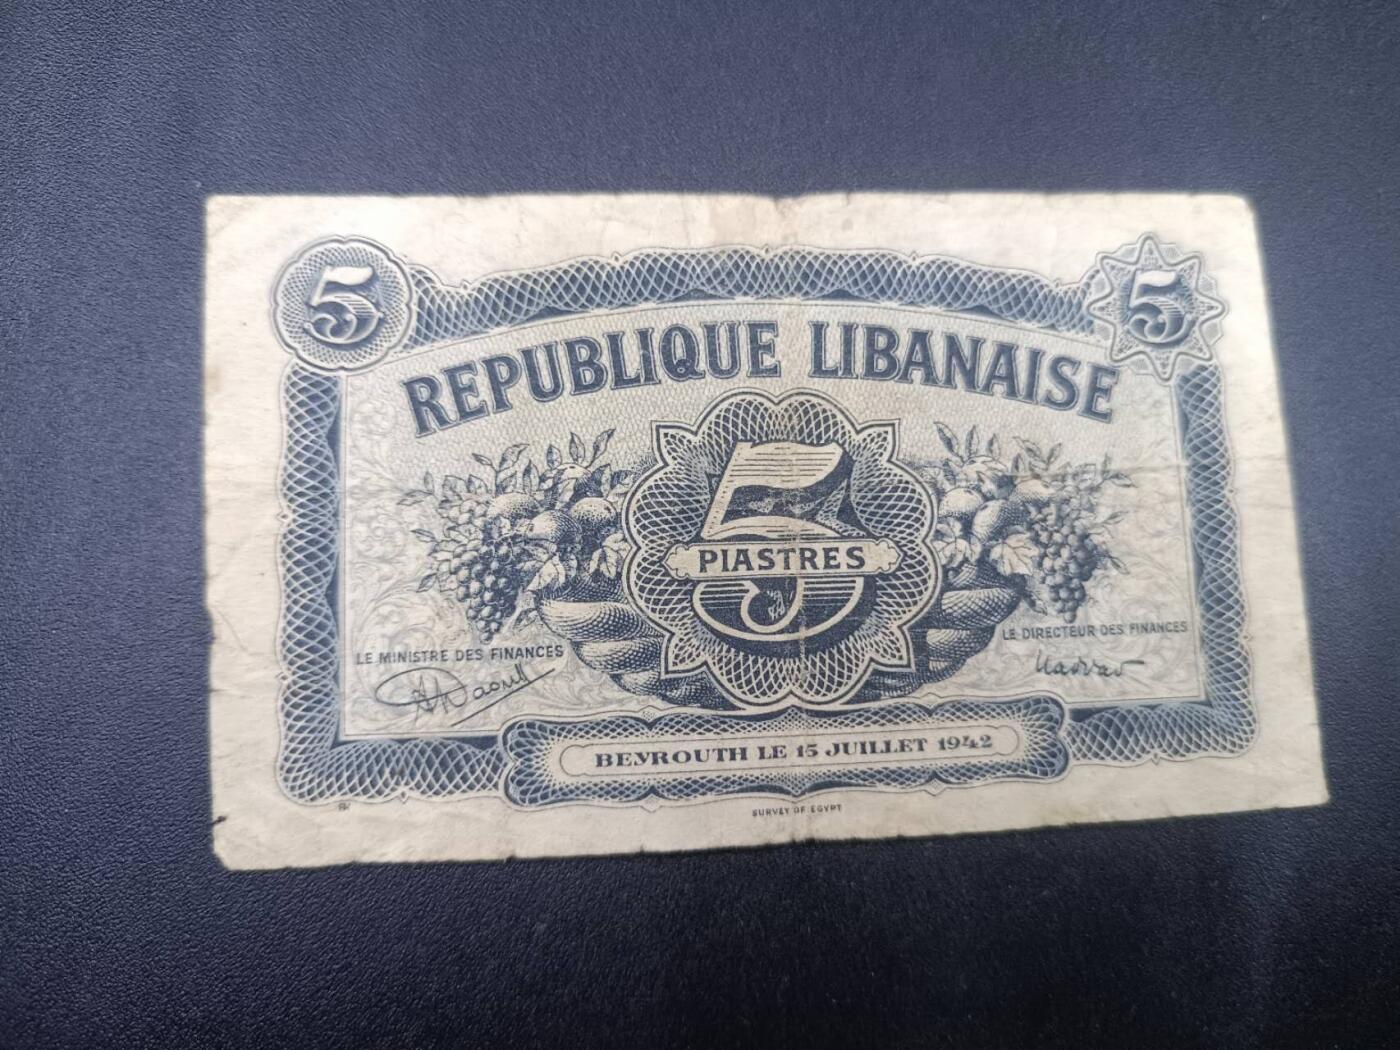 5 5
REPUBLIQUE LIBANAISE
5
PIASTRES
LE MINISTRE DES FINANCES
LE DIRECTEUR DES FINANCES
BEYROUTH LE 15 JUILLET 1942
SURVEY OF EGYPT